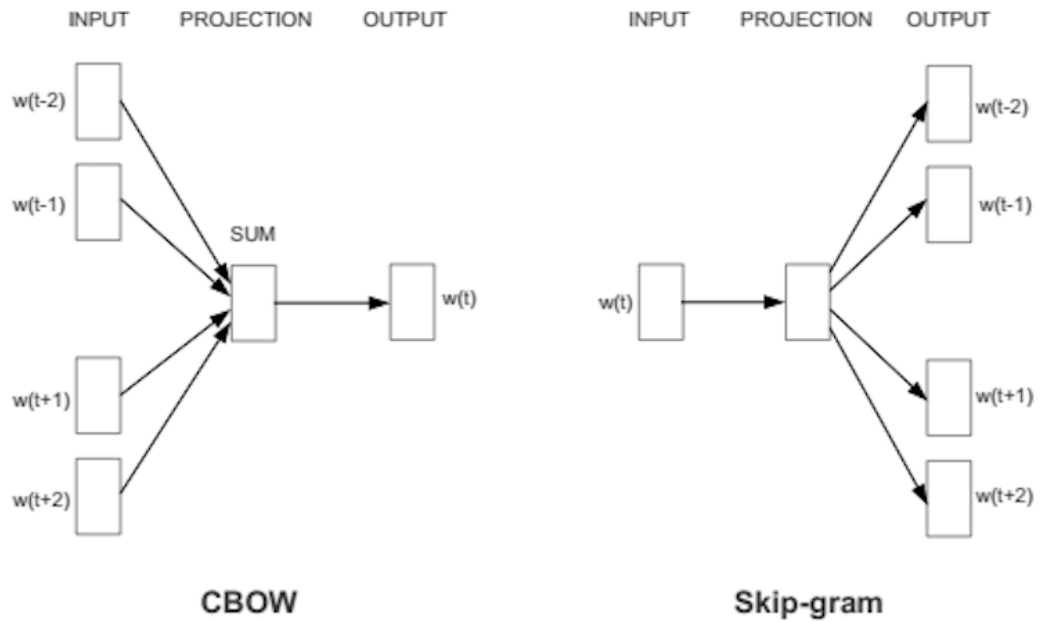 INPUT PROJECTION OUTPUT
w(t-2)
w(t-1)
SUM
w(t)
w(t+1)
w(t+2)
CBOW
INPUT PROJECTION OUTPUT
w(t-2)
w(t-1)
w(t)
w(t+1)
w(t+2)
Skip-gram